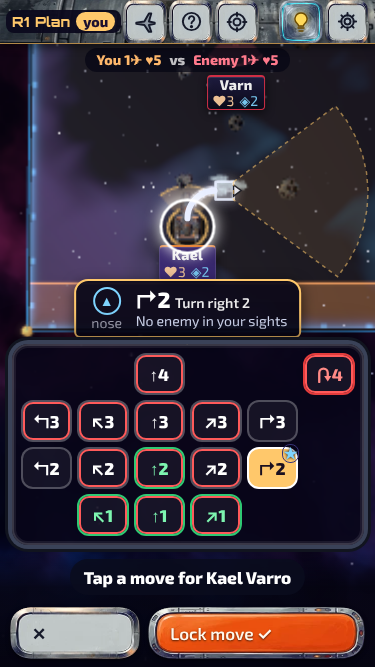 R1 Plan you
You 1✈ ♥5 vs Enemy 1✈ ♥5
Varn
♥3 ◈2
Kael
♥3 ◈2
▲ nose
↱2 Turn right 2
No enemy in your sights
↑4 4
↰3 ↖3 ↑3 ↗3 ↱3
↰2 ↖2 ↑2 ↗2 ↱2
↖1 ↑1 ↗1
Tap a move for Kael Varro
✕ Lock move ✓